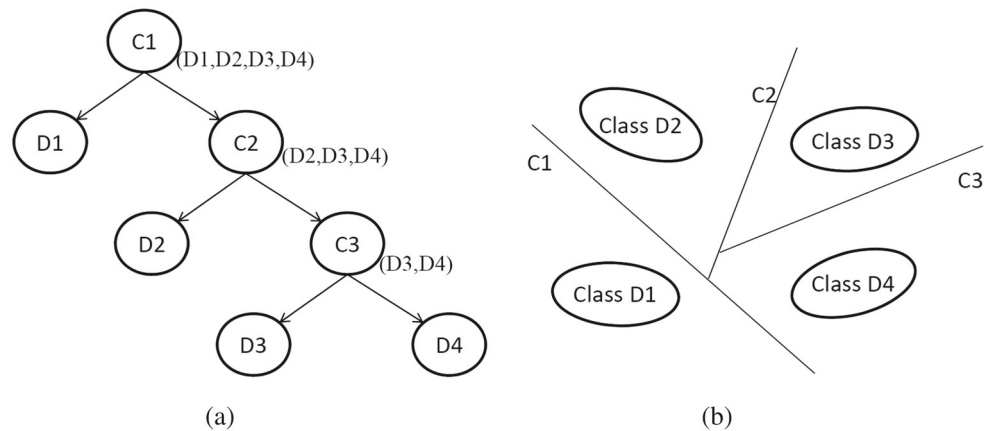 C1
(D1,D2,D3,D4)
D1
C2
(D2,D3,D4)
D2
C3
(D3,D4)
D3
D4
(a)
C2
Class D2
Class D3
C1
C3
Class D1
Class D4
(b)